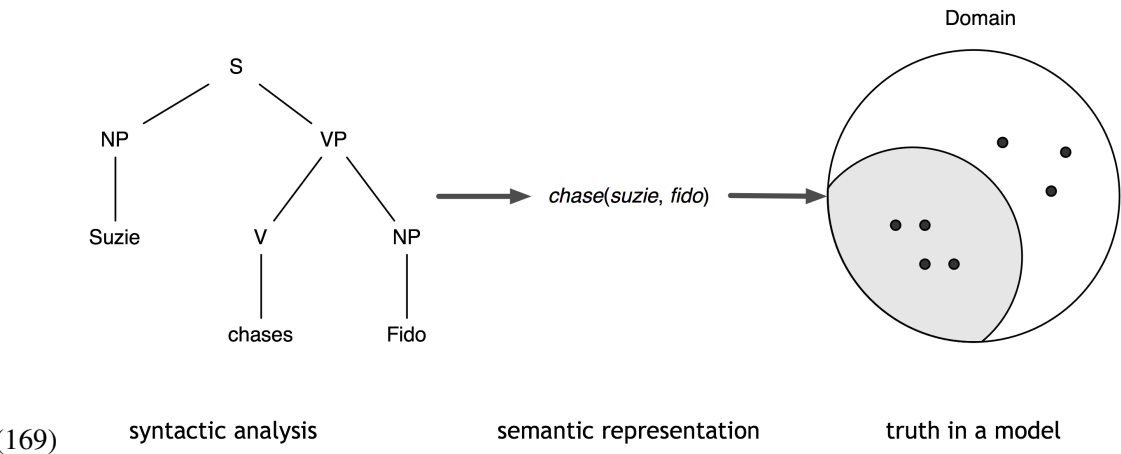 Domain
S
NP VP
chase(suzie, fido)
Suzie V NP
chases Fido
(169) syntactic analysis semantic representation truth in a model